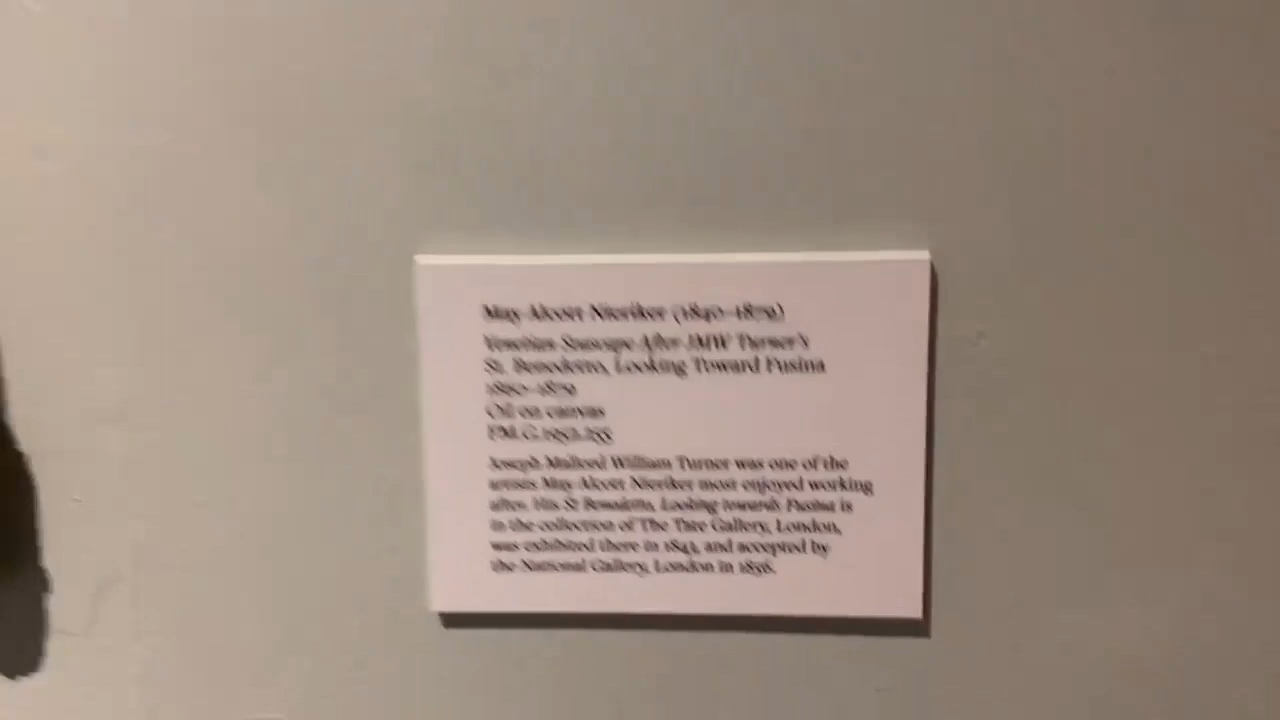 May Alcott Nieriker (1840–1879)
Venetian Seascape After JMW Turner's
St. Benedetto, Looking Toward Fusina
Oil on canvas
Joseph Mallord William Turner was one of the
artists May Alcott Nieriker most enjoyed working
after. His St Benedetto, Looking towards Fusina is
in the collection of The Tate Gallery, London,
was exhibited there in 1843, and accepted by
the National Gallery, London in 1856.